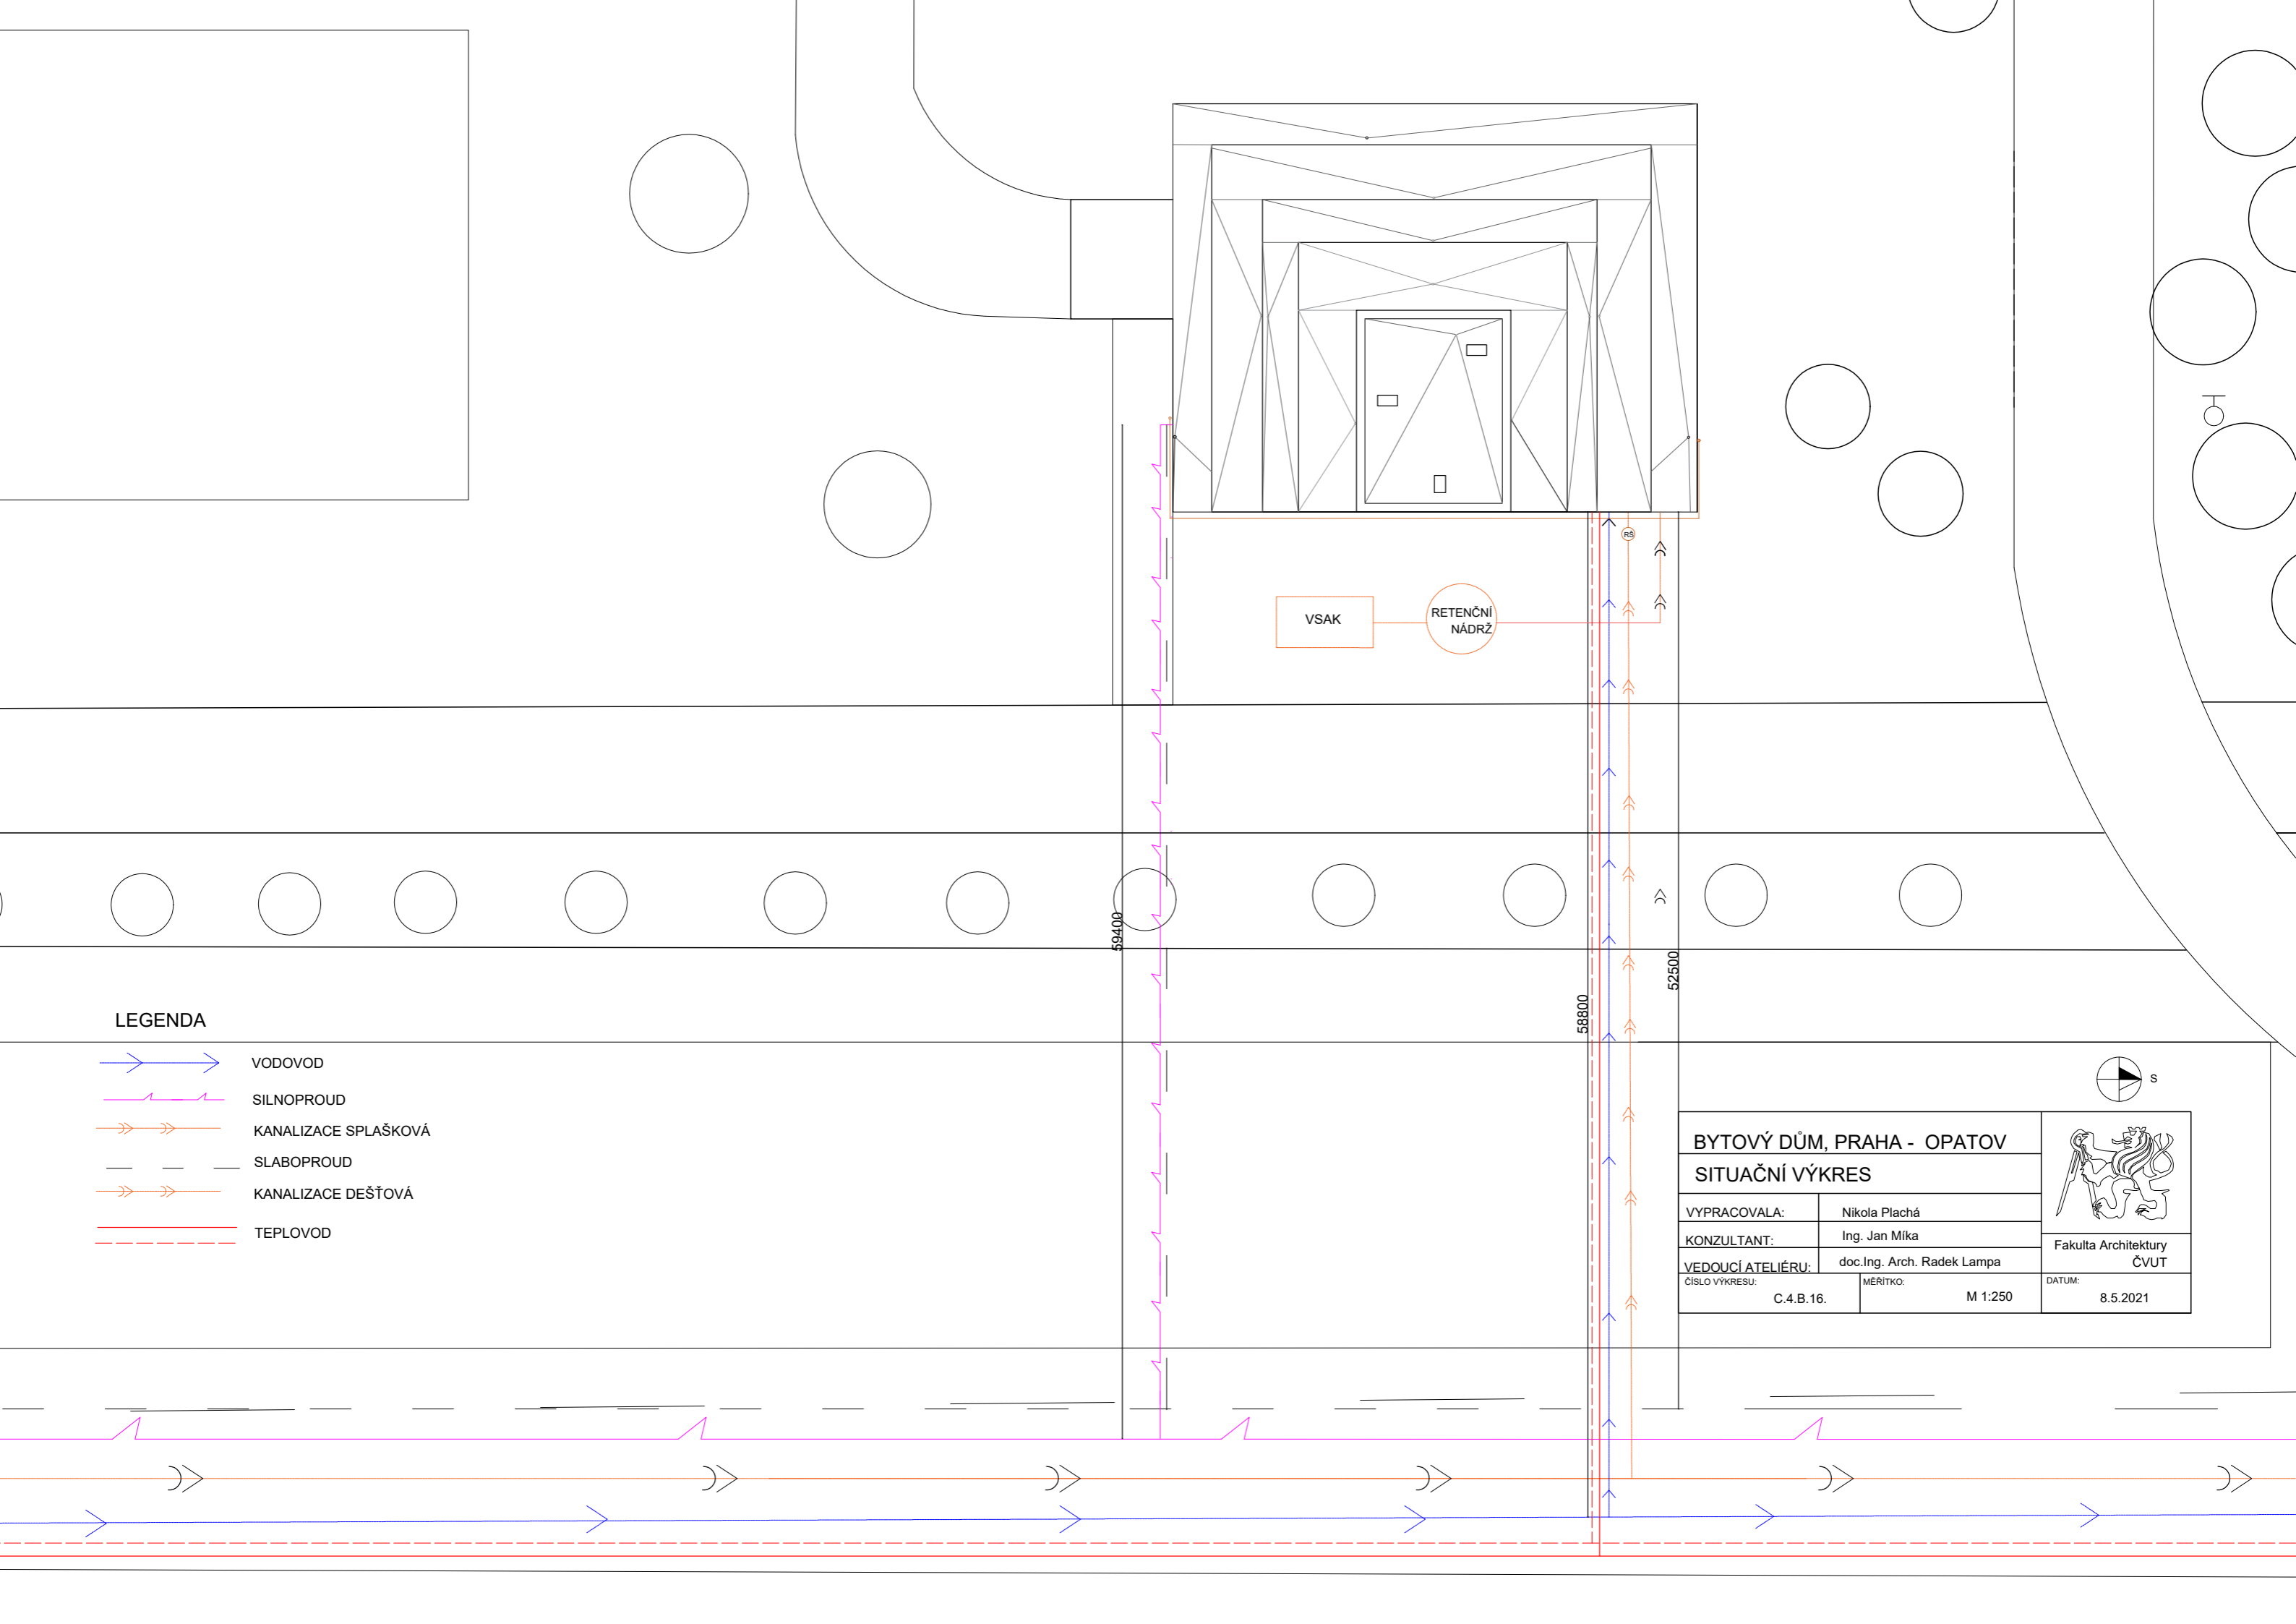 RŠ
VSAK
RETENČNÍ
NÁDRŽ
59400
52500
58800
LEGENDA
VODOVOD
SILNOPROUD
KANALIZACE SPLAŠKOVÁ
SLABOPROUD
KANALIZACE DEŠŤOVÁ
TEPLOVOD
S
BYTOVÝ DŮM, PRAHA - OPATOV
SITUAČNÍ VÝKRES
VYPRACOVALA: Nikola Plachá
KONZULTANT: Ing. Jan Míka
VEDOUCÍ ATELIÉRU: doc.Ing. Arch. Radek Lampa
Fakulta Architektury
ČVUT
ČÍSLO VÝKRESU: C.4.B.16.
MĚŘÍTKO: M 1:250
DATUM: 8.5.2021